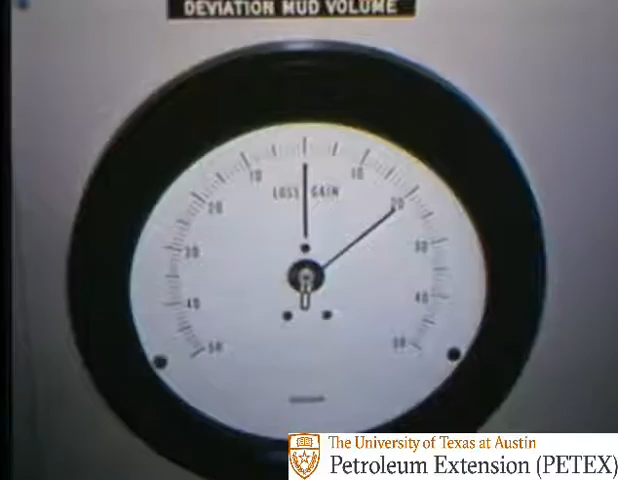 DEVIATION MUD VOLUME
10 10
LOSS GAIN
20 20
30 30
40 40
50 50
The University of Texas at Austin
Petroleum Extension (PETEX)